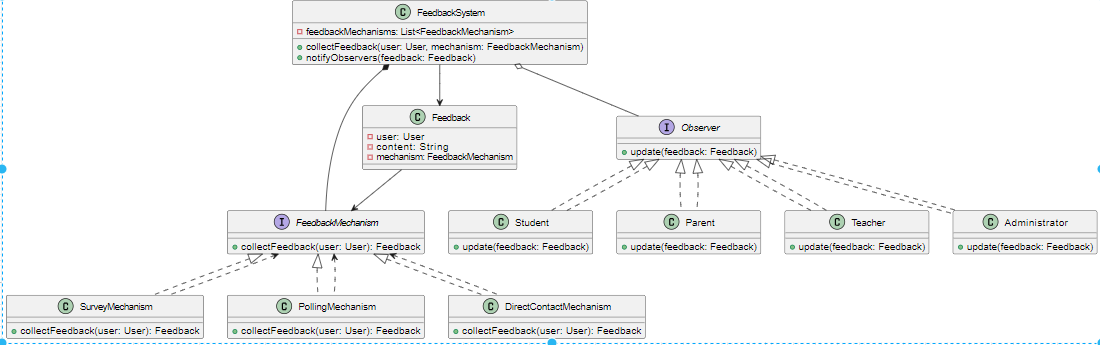 C FeedbackSystem
feedbackMechanisms: List<FeedbackMechanism>
collectFeedback(user: User, mechanism: FeedbackMechanism)
notifyObservers(feedback: Feedback)
C Feedback
user: User
content: String
mechanism: FeedbackMechanism
I Observer
update(feedback: Feedback)
I FeedbackMechanism
collectFeedback(user: User): Feedback
C Student
update(feedback: Feedback)
C Parent
update(feedback: Feedback)
C Teacher
update(feedback: Feedback)
C Administrator
update(feedback: Feedback)
C SurveyMechanism
collectFeedback(user: User): Feedback
C PollingMechanism
collectFeedback(user: User): Feedback
C DirectContactMechanism
collectFeedback(user: User): Feedback